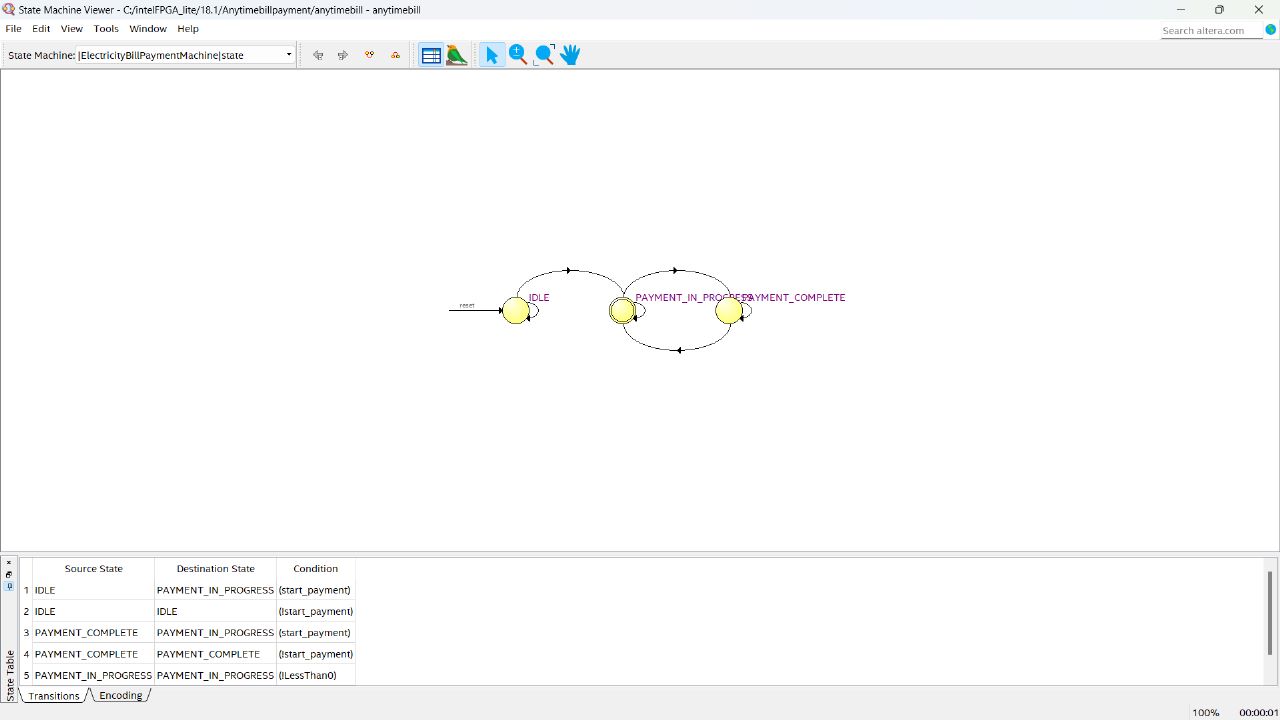 State Machine Viewer - C:/intelFPGA_lite/18.1/Anytimebillpayment/anytimebill - anytimebill
File Edit View Tools Window Help
Search altera.com
State Machine: |ElectricityBillPaymentMachine|state
reset
IDLE
PAYMENT_IN_PROGRESS
PAYMENT_COMPLETE
Source State Destination State Condition
1 IDLE PAYMENT_IN_PROGRESS (start_payment)
2 IDLE IDLE (!start_payment)
3 PAYMENT_COMPLETE PAYMENT_IN_PROGRESS (start_payment)
4 PAYMENT_COMPLETE PAYMENT_COMPLETE (!start_payment)
5 PAYMENT_IN_PROGRESS PAYMENT_IN_PROGRESS (!LessThan0)
State Table
Transitions Encoding
100% 00:00:01